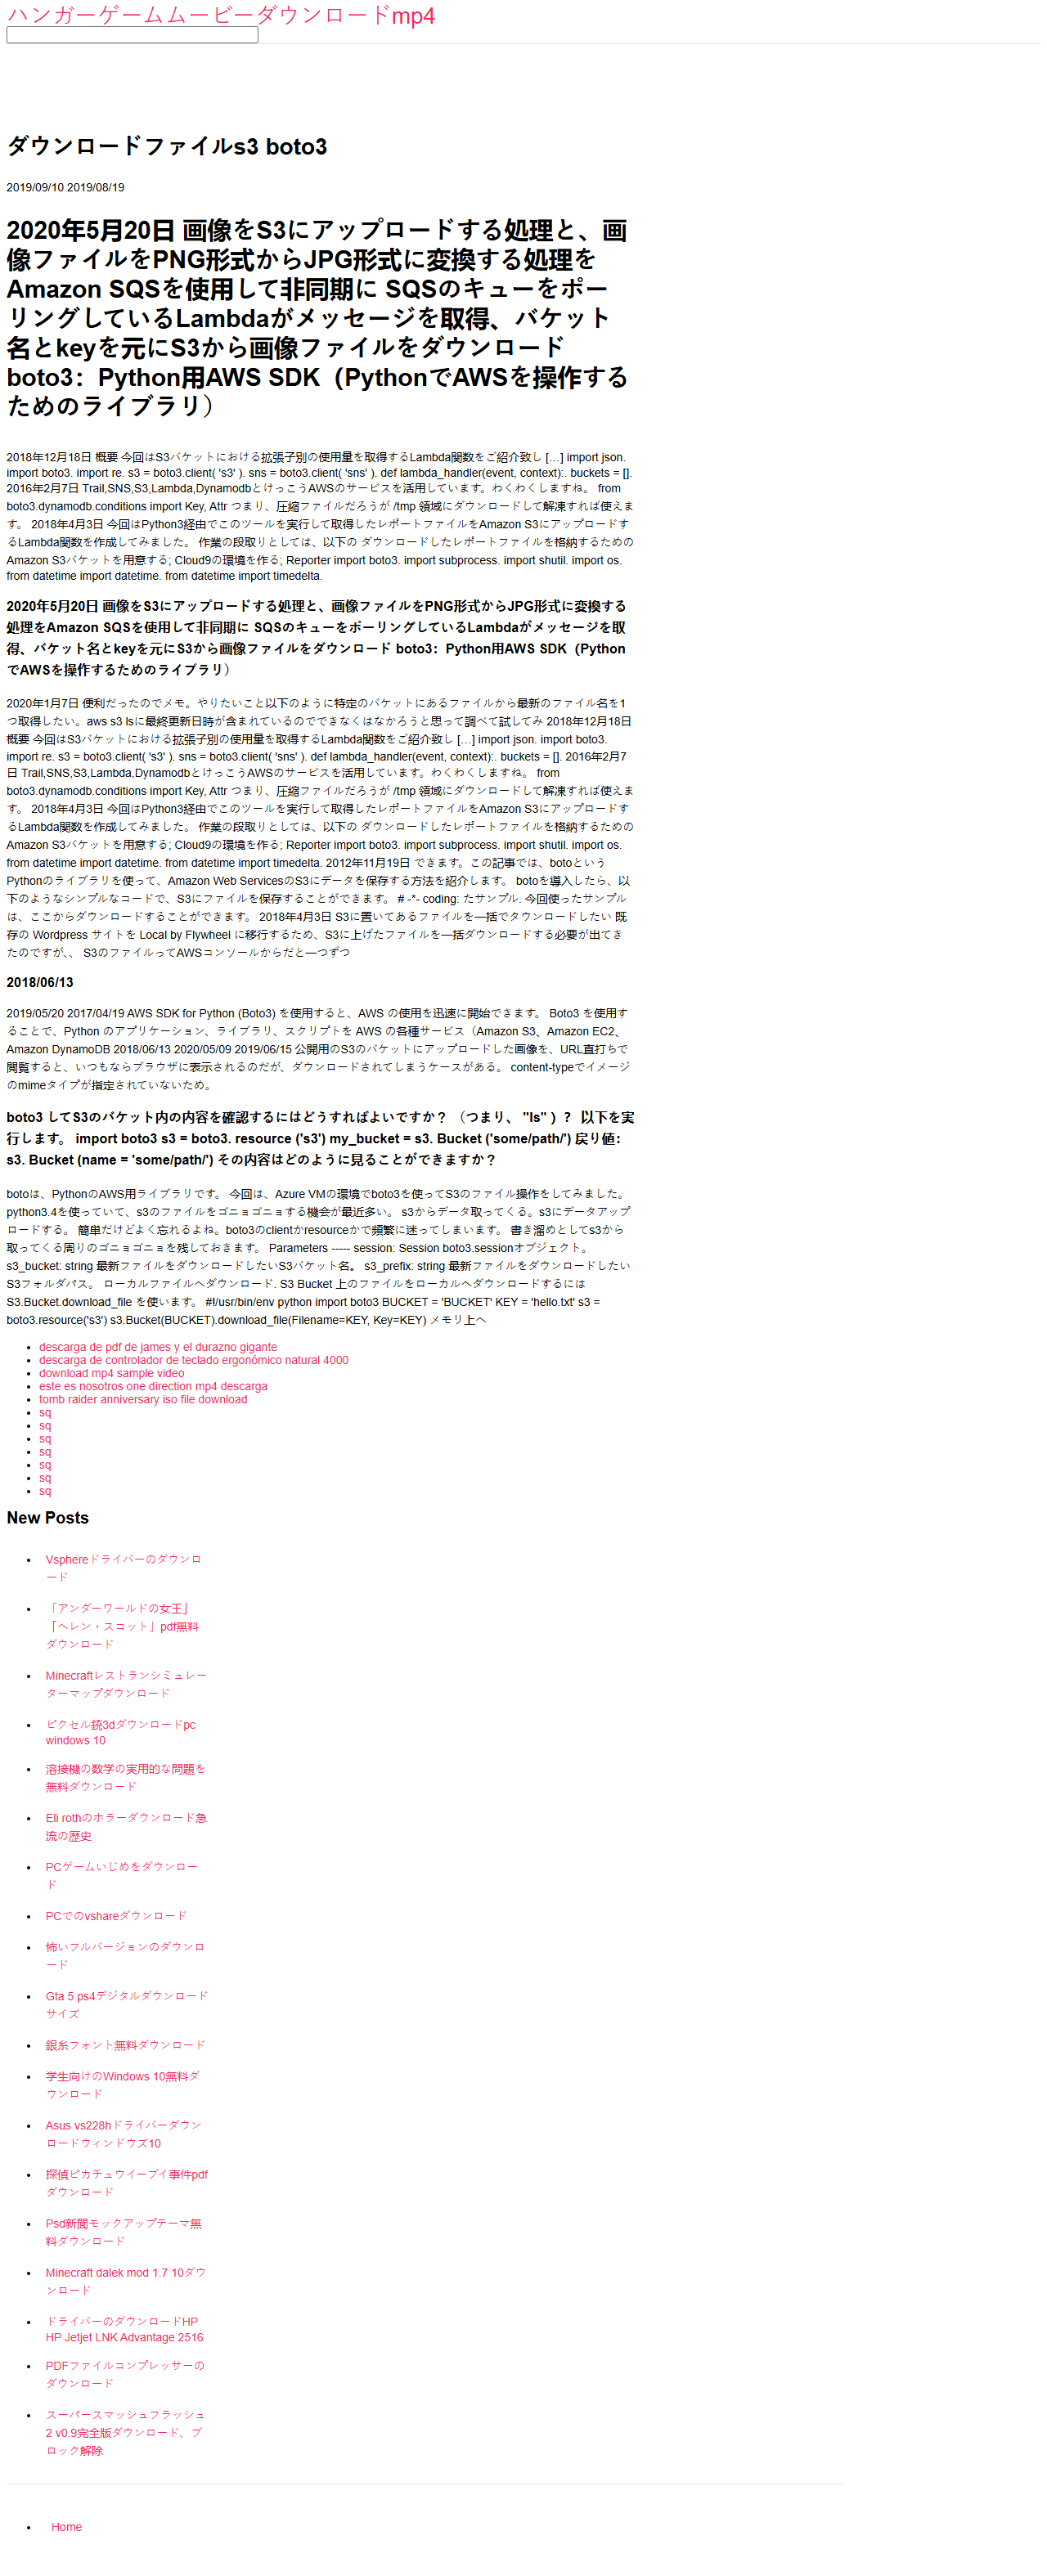 ハンガーゲームムービーダウンロードmp4
ダウンロードファイルs3 boto3
2019/09/10 2019/08/19
2020年5月20日 画像をS3にアップロードする処理と、画
像ファイルをPNG形式からJPG形式に変換する処理を
Amazon SQSを使用して非同期に SQSのキューをポー
リングしているLambdaがメッセージを取得、バケット
名とkeyを元にS3から画像ファイルをダウンロード
boto3：Python用AWS SDK（PythonでAWSを操作する
ためのライブラリ）
2018年12月18日 概要 今回はS3バケットにおける拡張子別の使用量を取得するLambda関数をご紹介致し […] import json.
import boto3. import re. s3 = boto3.client( 's3' ). sns = boto3.client( 'sns' ). def lambda_handler(event, context):. buckets = [].
2016年2月7日 Trail,SNS,S3,Lambda,DynamodbとけっこうAWSのサービスを活用しています。わくわくしますね。 from
boto3.dynamodb.conditions import Key, Attr つまり、圧縮ファイルだろうが /tmp 領域にダウンロードして解凍すれば使えま
す。 2018年4月3日 今回はPython3経由でこのツールを実行して取得したレポートファイルをAmazon S3にアップロードす
るLambda関数を作成してみました。 作業の段取りとしては、以下の ダウンロードしたレポートファイルを格納するための
Amazon S3バケットを用意する; Cloud9の環境を作る; Reporter import boto3. import subprocess. import shutil. import os.
from datetime import datetime. from datetime import timedelta.
2020年5月20日 画像をS3にアップロードする処理と、画像ファイルをPNG形式からJPG形式に変換する
処理をAmazon SQSを使用して非同期に SQSのキューをポーリングしているLambdaがメッセージを取
得、バケット名とkeyを元にS3から画像ファイルをダウンロード boto3：Python用AWS SDK（Python
でAWSを操作するためのライブラリ）
2020年1月7日 便利だったのでメモ。やりたいこと以下のように特定のバケットにあるファイルから最新のファイル名を1
つ取得したい。aws s3 lsに最終更新日時が含まれているのでできなくはなかろうと思って調べて試してみ 2018年12月18日
概要 今回はS3バケットにおける拡張子別の使用量を取得するLambda関数をご紹介致し […] import json. import boto3.
import re. s3 = boto3.client( 's3' ). sns = boto3.client( 'sns' ). def lambda_handler(event, context):. buckets = []. 2016年2月7
日 Trail,SNS,S3,Lambda,DynamodbとけっこうAWSのサービスを活用しています。わくわくしますね。 from
boto3.dynamodb.conditions import Key, Attr つまり、圧縮ファイルだろうが /tmp 領域にダウンロードして解凍すれば使えま
す。 2018年4月3日 今回はPython3経由でこのツールを実行して取得したレポートファイルをAmazon S3にアップロードす
るLambda関数を作成してみました。 作業の段取りとしては、以下の ダウンロードしたレポートファイルを格納するための
Amazon S3バケットを用意する; Cloud9の環境を作る; Reporter import boto3. import subprocess. import shutil. import os.
from datetime import datetime. from datetime import timedelta. 2012年11月19日 できます。この記事では、botoという
Pythonのライブラリを使って、Amazon Web ServicesのS3にデータを保存する方法を紹介します。 botoを導入したら、以
下のようなシンプルなコードで、S3にファイルを保存することができます。 # -*- coding: たサンプル. 今回使ったサンプル
は、ここからダウンロードすることができます。 2018年4月3日 S3に置いてあるファイルを一括でタウンロードしたい 既
存の Wordpress サイトを Local by Flywheel に移行するため、S3に上げたファイルを一括ダウンロードする必要が出てき
たのですが、、 S3のファイルってAWSコンソールからだと一つずつ
2018/06/13
2019/05/20 2017/04/19 AWS SDK for Python (Boto3) を使用すると、AWS の使用を迅速に開始できます。 Boto3 を使用す
ることで、Python のアプリケーション、ライブラリ、スクリプトを AWS の各種サービス（Amazon S3、Amazon EC2、
Amazon DynamoDB 2018/06/13 2020/05/09 2019/06/15 公開用のS3のバケットにアップロードした画像を、URL直打ちで
閲覧すると、いつもならブラウザに表示されるのだが、ダウンロードされてしまうケースがある。 content-typeでイメージ
のmimeタイプが指定されていないため。
boto3 してS3のバケット内の内容を確認するにはどうすればよいですか？ （つまり、 "ls" ）？ 以下を実
行します。 import boto3 s3 = boto3. resource ('s3') my_bucket = s3. Bucket ('some/path/') 戻り値：
s3. Bucket (name = 'some/path/') その内容はどのように見ることができますか？
botoは、PythonのAWS用ライブラリです。 今回は、Azure VMの環境でboto3を使ってS3のファイル操作をしてみました。
python3.4を使っていて、s3のファイルをゴニョゴニョする機会が最近多い。 s3からデータ取ってくる。s3にデータアップ
ロードする。 簡単だけどよく忘れるよね。boto3のclientかresourceかで頻繁に迷ってしまいます。 書き溜めとしてs3から
取ってくる周りのゴニョゴニョを残しておきます。 Parameters ----- session: Session boto3.sessionオブジェクト。
s3_bucket: string 最新ファイルをダウンロードしたいS3バケット名。 s3_prefix: string 最新ファイルをダウンロードしたい
S3フォルダパス。 ローカルファイルへダウンロード. S3 Bucket 上のファイルをローカルへダウンロードするには
S3.Bucket.download_file を使います。 #!/usr/bin/env python import boto3 BUCKET = 'BUCKET' KEY = 'hello.txt' s3 =
boto3.resource('s3') s3.Bucket(BUCKET).download_file(Filename=KEY, Key=KEY) メモリ上へ
descarga de pdf de james y el durazno gigante
descarga de controlador de teclado ergonómico natural 4000
download mp4 sample video
este es nosotros one direction mp4 descarga
tomb raider anniversary iso file download
sq
sq
sq
sq
sq
sq
sq
New Posts
Vsphereドライバーのダウンロ
ード
「アンダーワールドの女王」
「ヘレン・スコット」pdf無料
ダウンロード
Minecraftレストランシミュレー
ターマップダウンロード
ピクセル銃3dダウンロードpc
windows 10
溶接機の数学の実用的な問題を
無料ダウンロード
Eli rothのホラーダウンロード急
流の歴史
PCゲームいじめをダウンロー
ド
PCでのvshareダウンロード
怖いフルバージョンのダウンロ
ード
Gta 5 ps4デジタルダウンロード
サイズ
銀糸フォント無料ダウンロード
学生向けのWindows 10無料ダ
ウンロード
Asus vs228hドライバーダウン
ロードウィンドウズ10
探偵ピカチュウイーブイ事件pdf
ダウンロード
Psd新聞モックアップテーマ無
料ダウンロード
Minecraft dalek mod 1.7 10ダウ
ンロード
ドライバーのダウンロードHP
HP Jetjet LNK Advantage 2516
PDFファイルコンプレッサーの
ダウンロード
スーパースマッシュフラッシュ
2 v0.9完全版ダウンロード、ブ
ロック解除
Home